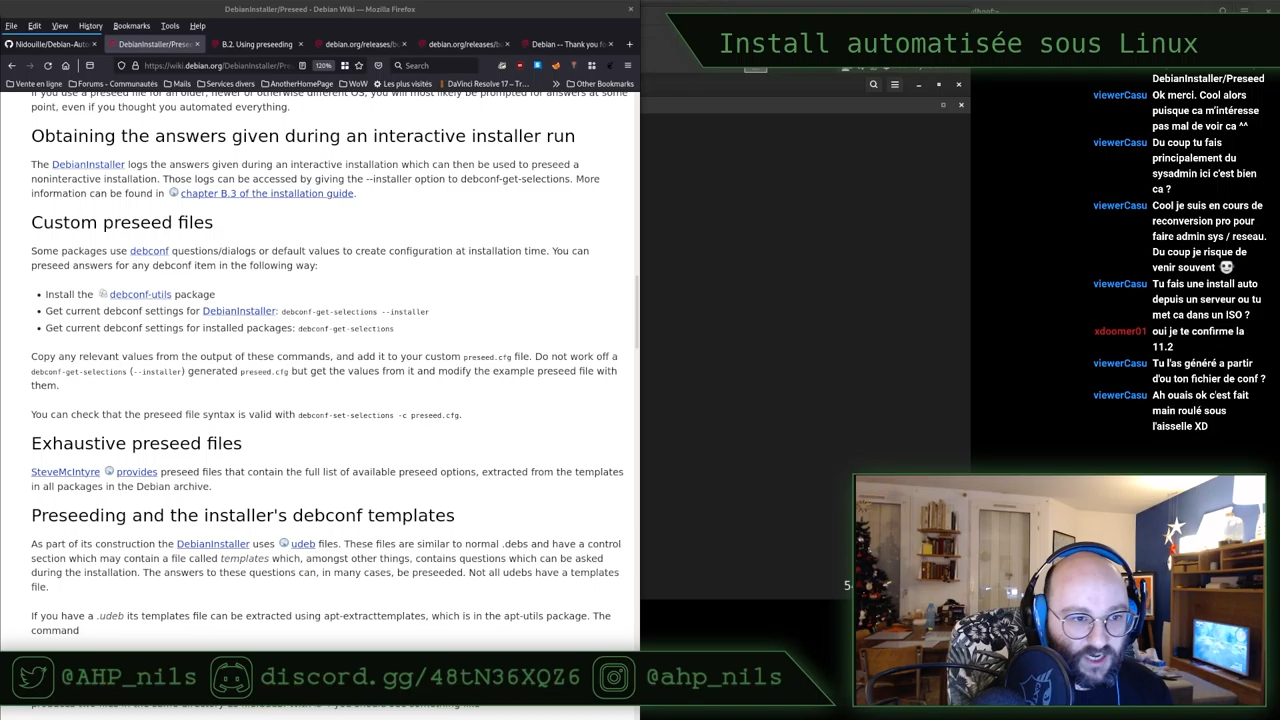 DebianInstaller/Preseed - Debian Wiki — Mozilla Firefox
File Edit View History Bookmarks Tools Help
Nidouille/Debian-Auto
DebianInstaller/Prese
B.2. Using preseeding
debian.org/releases/b
debian.org/releases/b
Debian -- Thank you fo
https://wiki.debian.org/DebianInstaller/Pre
120%
Search
Vente en ligne
Forums - Communautés
Mails
Services divers
AnotherHomePage
WoW
Les plus visités
DaVinci Resolve 17 – Tr…
Other Bookmarks
If you use a preseed file for an older, newer or otherwise different OS, you will most likely be prompted for answers at some
point, even if you thought you automated everything.
Obtaining the answers given during an interactive installer run
The DebianInstaller logs the answers given during an interactive installation which can then be used to preseed a
noninteractive installation. Those logs can be accessed by giving the --installer option to debconf-get-selections. More
information can be found in chapter B.3 of the installation guide.
Custom preseed files
Some packages use debconf questions/dialogs or default values to create configuration at installation time. You can
preseed answers for any debconf item in the following way:
• Install the debconf-utils package
• Get current debconf settings for DebianInstaller: debconf-get-selections --installer
• Get current debconf settings for installed packages: debconf-get-selections
Copy any relevant values from the output of these commands, and add it to your custom preseed.cfg file. Do not work off a
debconf-get-selections (--installer) generated preseed.cfg but get the values from it and modify the example preseed file with
them.
You can check that the preseed file syntax is valid with debconf-set-selections -c preseed.cfg.
Exhaustive preseed files
SteveMcIntyre provides preseed files that contain the full list of available preseed options, extracted from the templates
in all packages in the Debian archive.
Preseeding and the installer's debconf templates
As part of its construction the DebianInstaller uses udeb files. These files are similar to normal .debs and have a control
section which may contain a file called templates which, amongst other things, contains questions which can be asked
during the installation. The answers to these questions can, in many cases, be preseeded. Not all udebs have a templates
file.
If you have a .udeb its templates file can be extracted using apt-extracttemplates, which is in the apt-utils package. The
command
Install automatisée sous Linux
DebianInstaller/Preseed
viewerCasu Ok merci. Cool alors
puisque ca m'intéresse
pas mal de voir ca ^^
viewerCasu Du coup tu fais
principalement du
sysadmin ici c'est bien
ca ?
viewerCasu Cool je suis en cours de
reconversion pro pour
faire admin sys / reseau.
Du coup je risque de
venir souvent
viewerCasu Tu fais une install auto
depuis un serveur ou tu
met ca dans un ISO ?
xdoomer01 oui je te confirme la
11.2
viewerCasu Tu l'as généré a partir
d'ou ton fichier de conf ?
viewerCasu Ah ouais ok c'est fait
main roulé sous
l'aisselle XD
@AHP_nils
discord.gg/48tN36XQZ6
@ahp_nils